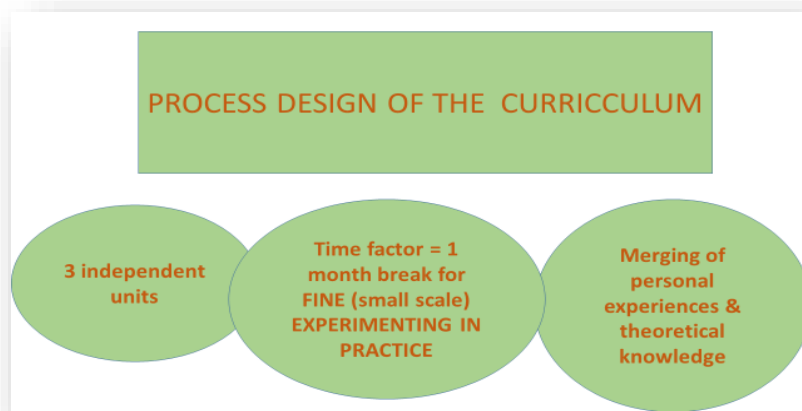 PROCESS DESIGN OF THE CURRICCULUM
3 independent
units
Time factor = 1
month break for
FINE (small scale)
EXPERIMENTING IN
PRACTICE
Merging of
personal
experiences &
theoretical
knowledge